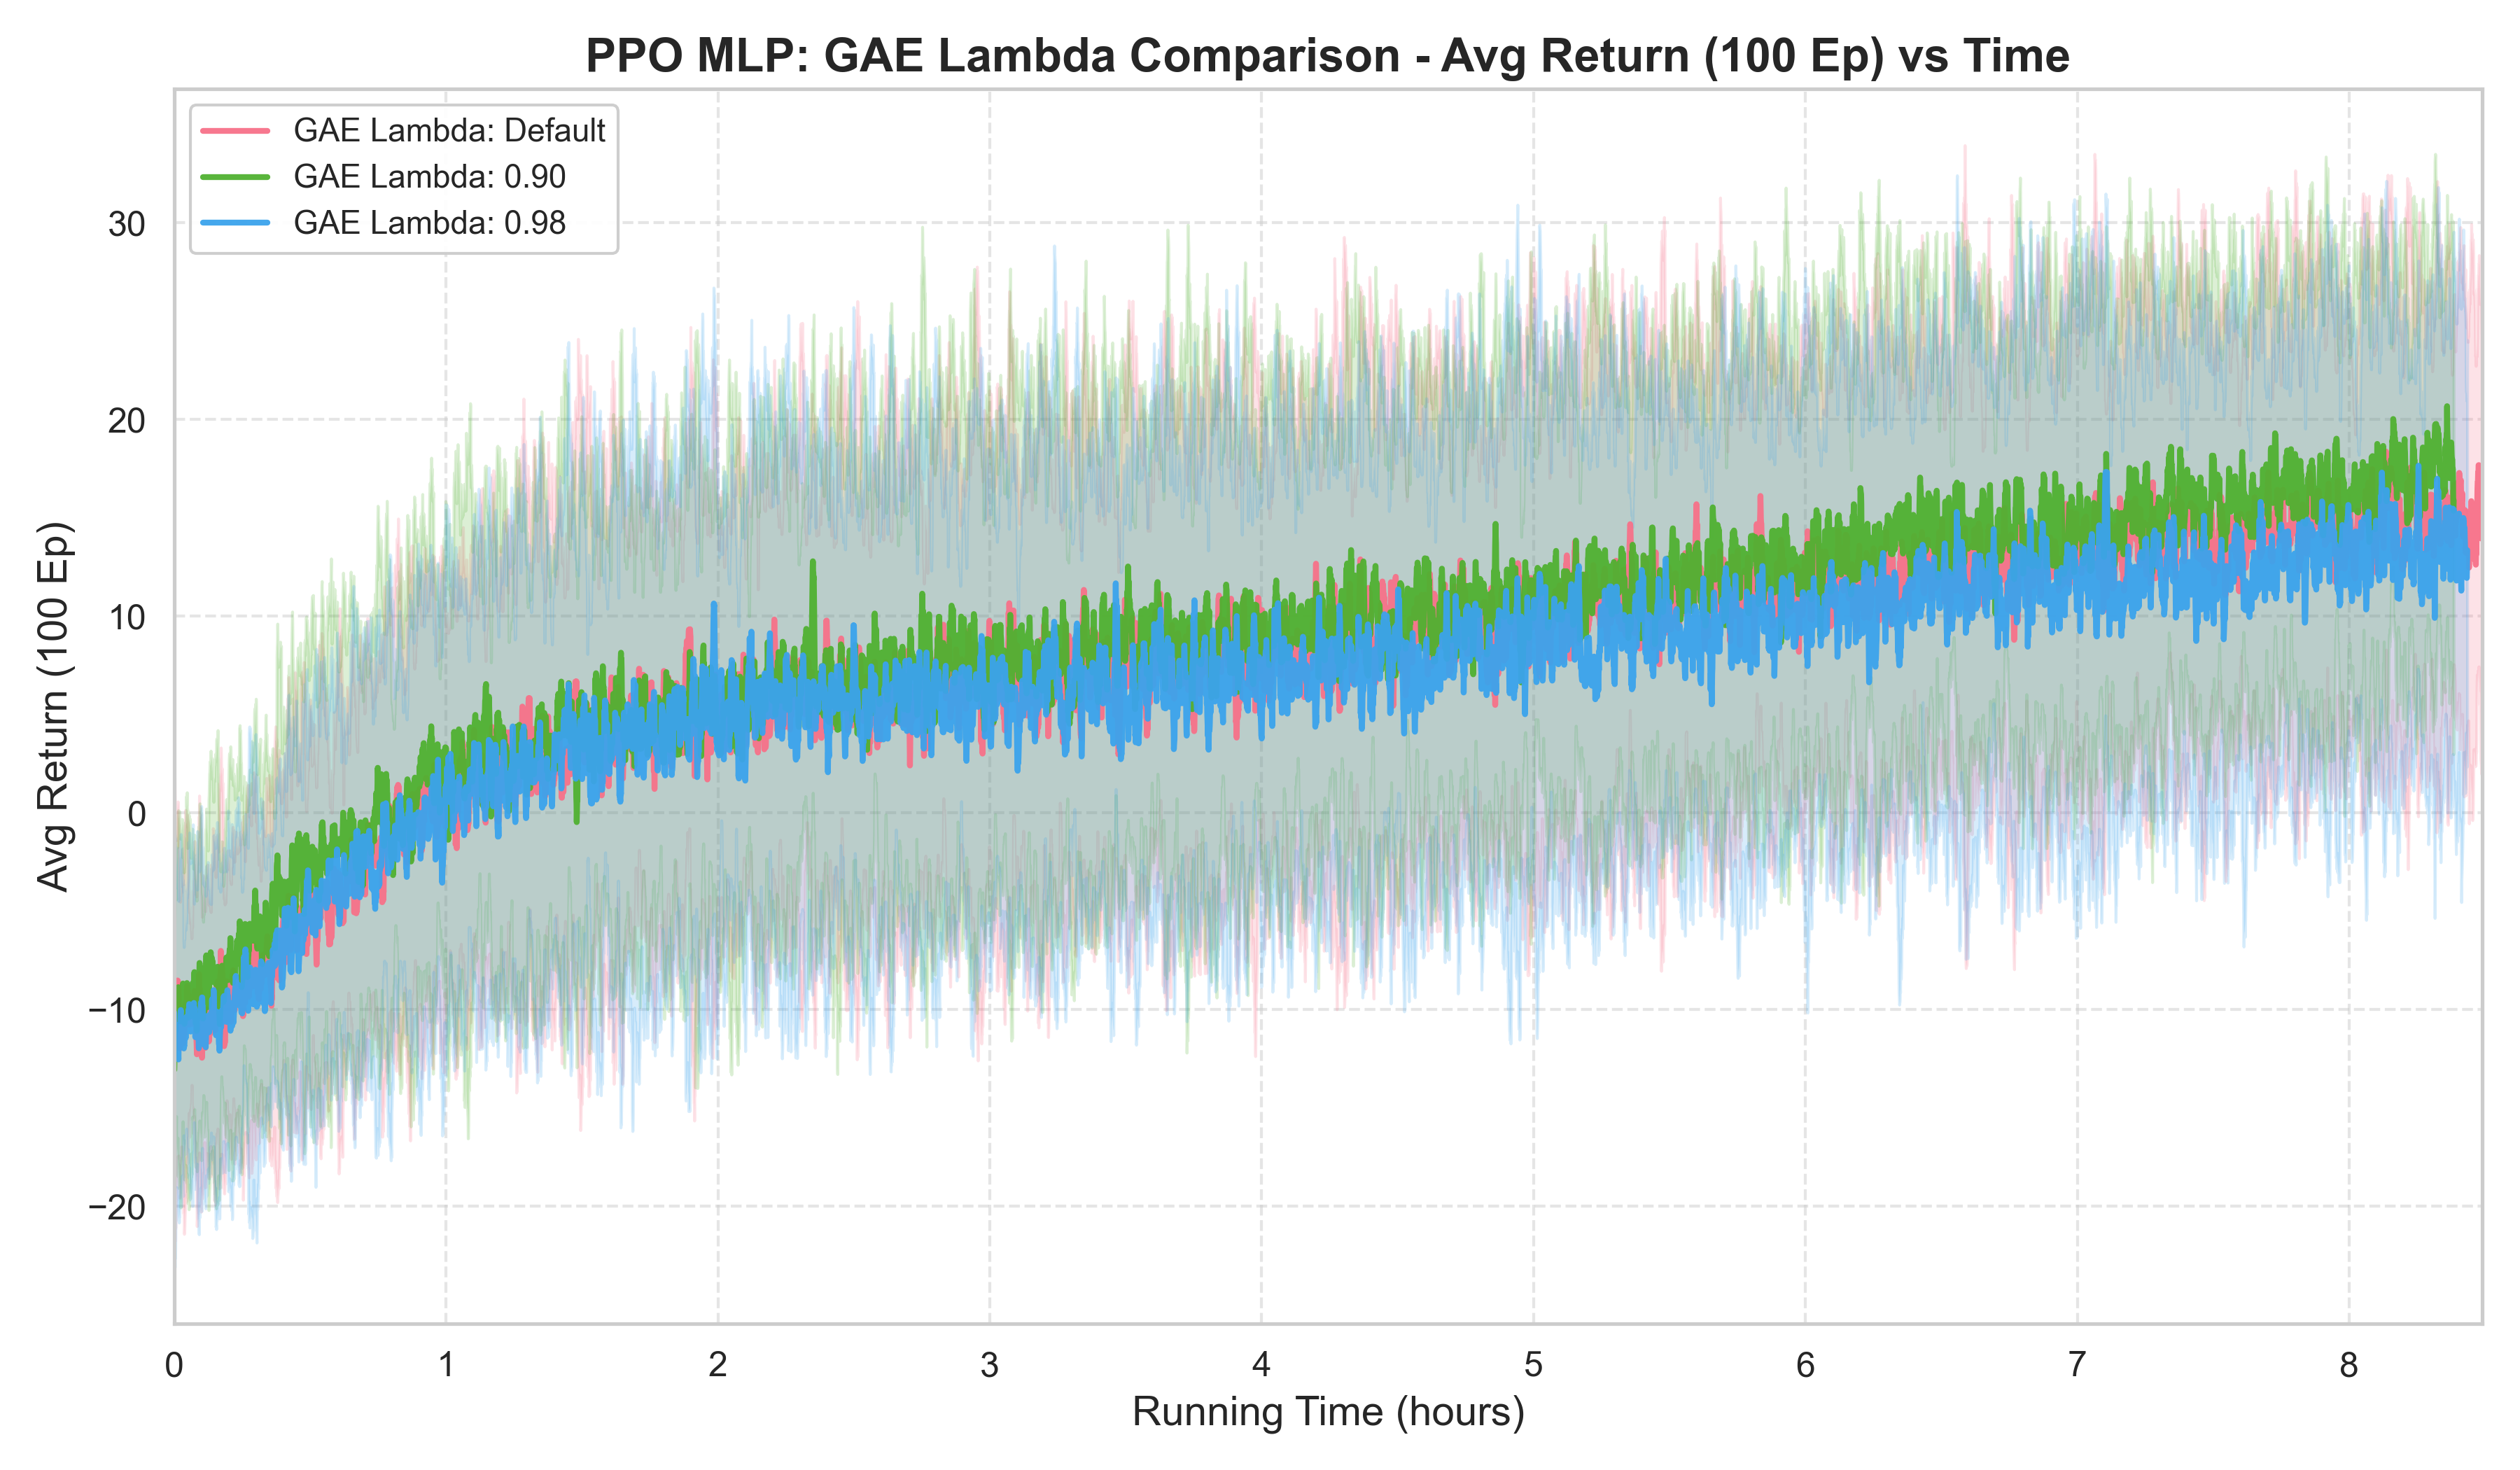 PPO MLP: GAE Lambda Comparison - Avg Return (100 Ep) vs Time
GAE Lambda: Default
GAE Lambda: 0.90
GAE Lambda: 0.98
Avg Return (100 Ep)
30
20
10
0
−10
−20
0 1 2 3 4 5 6 7 8
Running Time (hours)